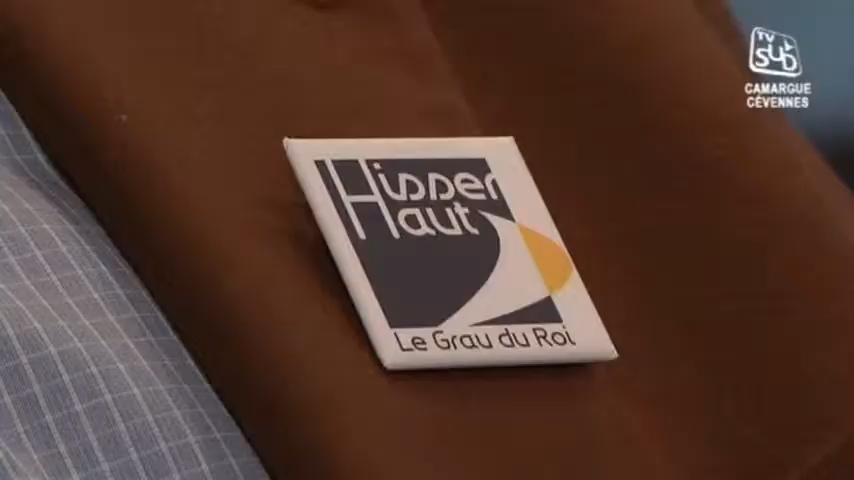 TV
SUD
CAMARGUE
CÉVENNES
Hisser
Haut
Le Grau du Roi